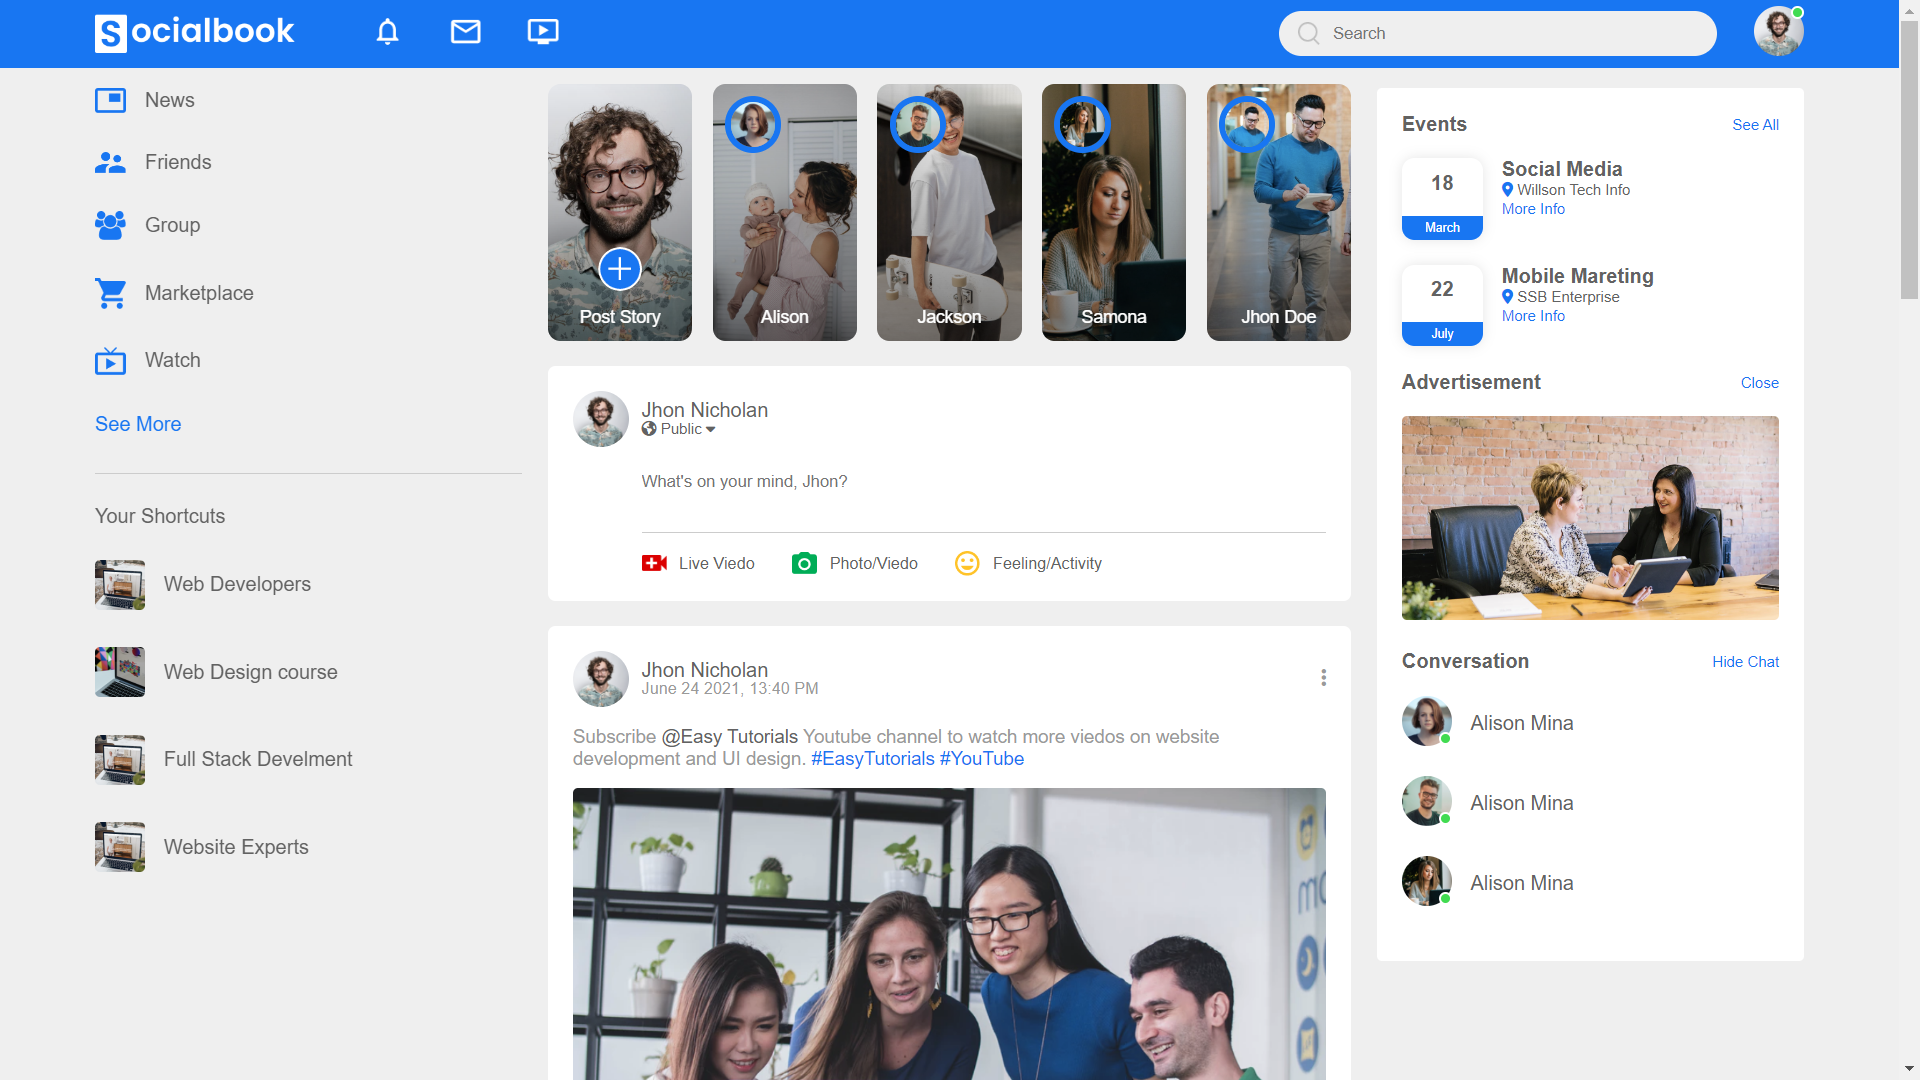 Socialbook
Search
News
Friends
Group
Marketplace
Watch
See More
Your Shortcuts
Web Developers
Web Design course
Full Stack Develment
Website Experts
Post Story
Alison
Jackson
Samona
Jhon Doe
Jhon Nicholan
Public
What's on your mind, Jhon?
Live Viedo
Photo/Viedo
Feeling/Activity
Jhon Nicholan
June 24 2021, 13:40 PM
Subscribe @Easy Tutorials Youtube channel to watch more viedos on website
development and UI design. #EasyTutorials #YouTube
Events
See All
18
March
Social Media
Willson Tech Info
More Info
22
July
Mobile Mareting
SSB Enterprise
More Info
Advertisement
Close
Conversation
Hide Chat
Alison Mina
Alison Mina
Alison Mina